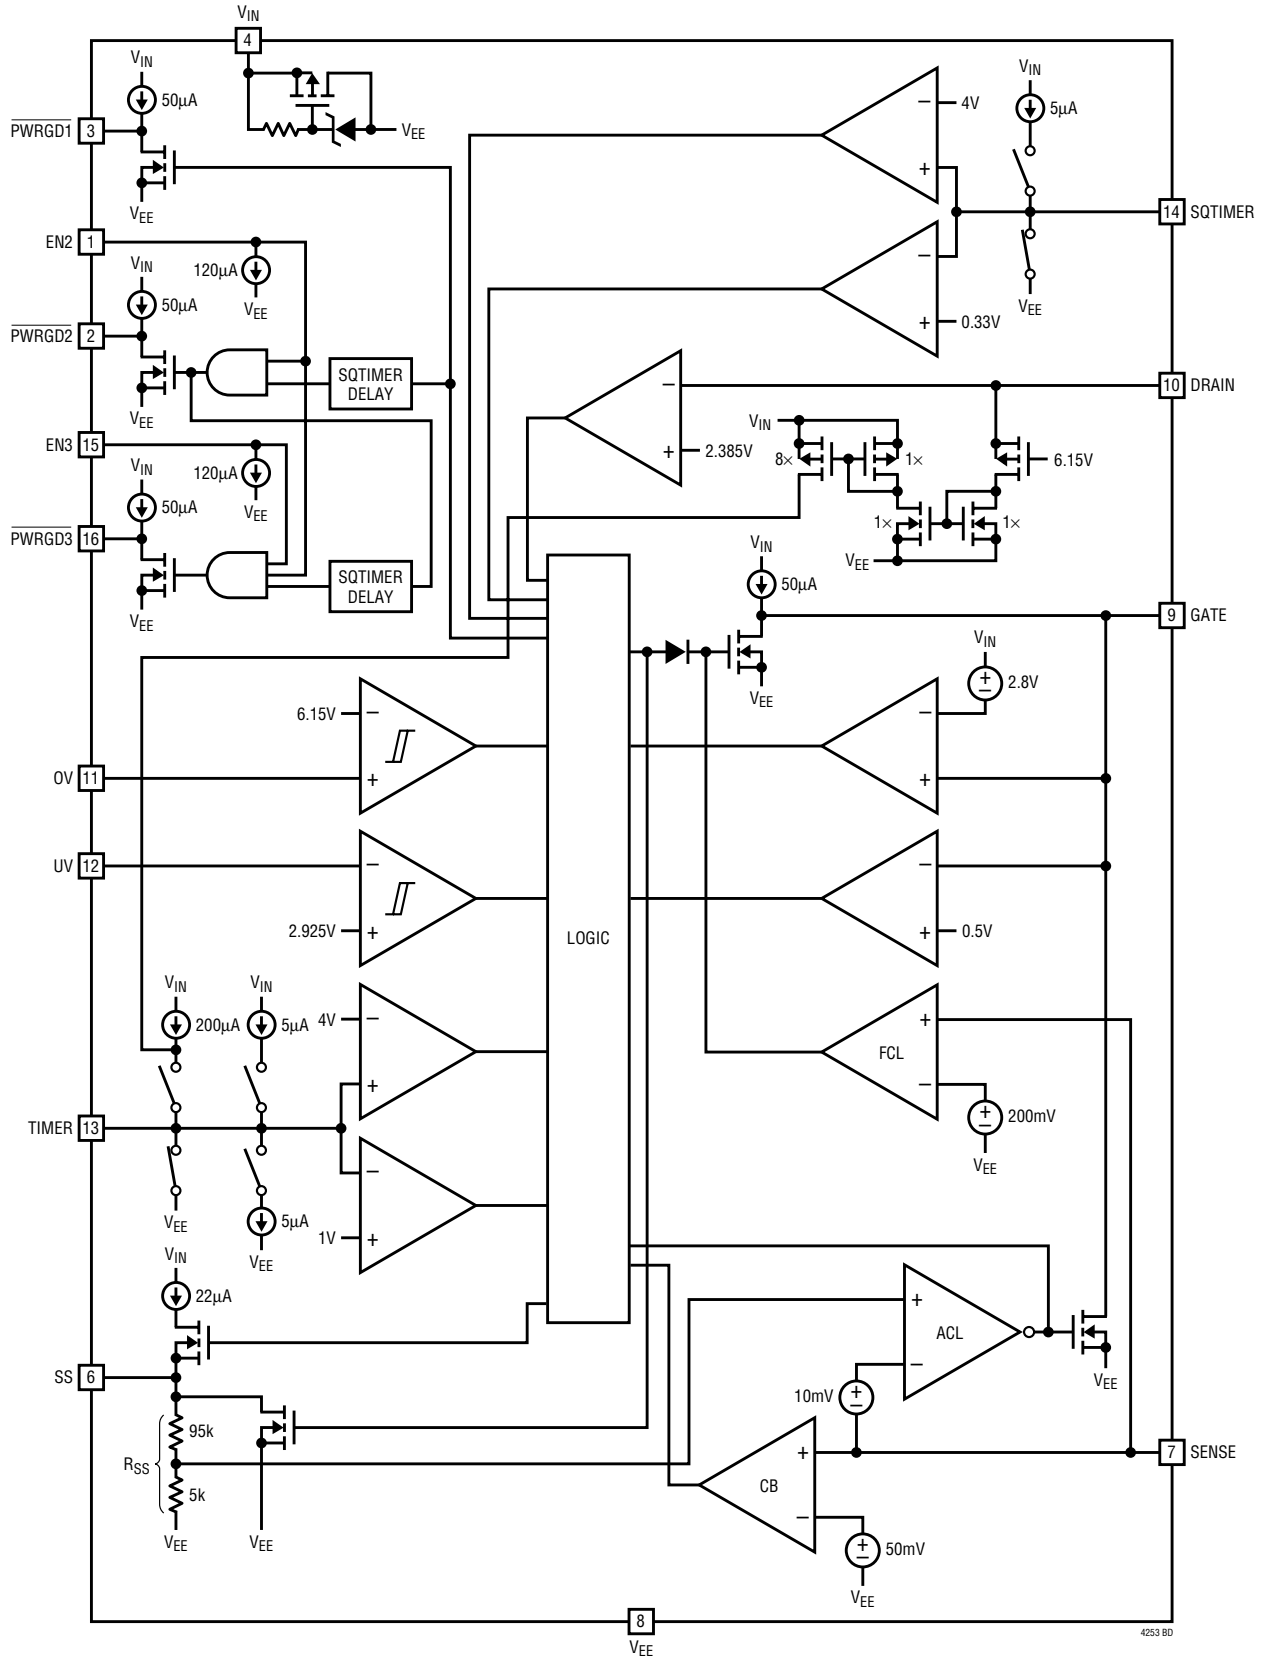 VIN
4
VIN
50µA
PWRGD1
3
VEE
VEE
4V
−
+
VIN
5µA
14
SQTIMER
EN2
1
120µA
VEE
VIN
50µA
PWRGD2
2
VEE
SQTIMER
DELAY
−
+
0.33V
VEE
10
DRAIN
−
+
2.385V
VIN
8×
1×
6.15V
1×
1×
VEE
EN3
15
120µA
VEE
VIN
50µA
PWRGD3
16
VEE
SQTIMER
DELAY
VIN
50µA
VEE
9
GATE
VIN
+
−
2.8V
−
+
6.15V
−
+
OV
11
UV
12
−
+
2.925V
LOGIC
−
+
0.5V
VIN
200µA
VIN
5µA
4V
−
+
FCL
+
−
+
−
200mV
VEE
TIMER
13
VEE
5µA
VEE
−
+
1V
VIN
22µA
SS
6
95k
RSS
5k
VEE
VEE
ACL
+
−
VEE
10mV
+
−
CB
+
−
7
SENSE
+
−
50mV
VEE
8
VEE
4253 BD